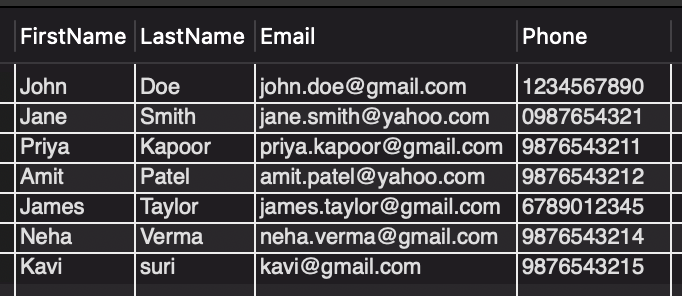 FirstName LastName Email Phone
John Doe john.doe@gmail.com 1234567890
Jane Smith jane.smith@yahoo.com 0987654321
Priya Kapoor priya.kapoor@gmail.com 9876543211
Amit Patel amit.patel@yahoo.com 9876543212
James Taylor james.taylor@gmail.com 6789012345
Neha Verma neha.verma@gmail.com 9876543214
Kavi suri kavi@gmail.com 9876543215